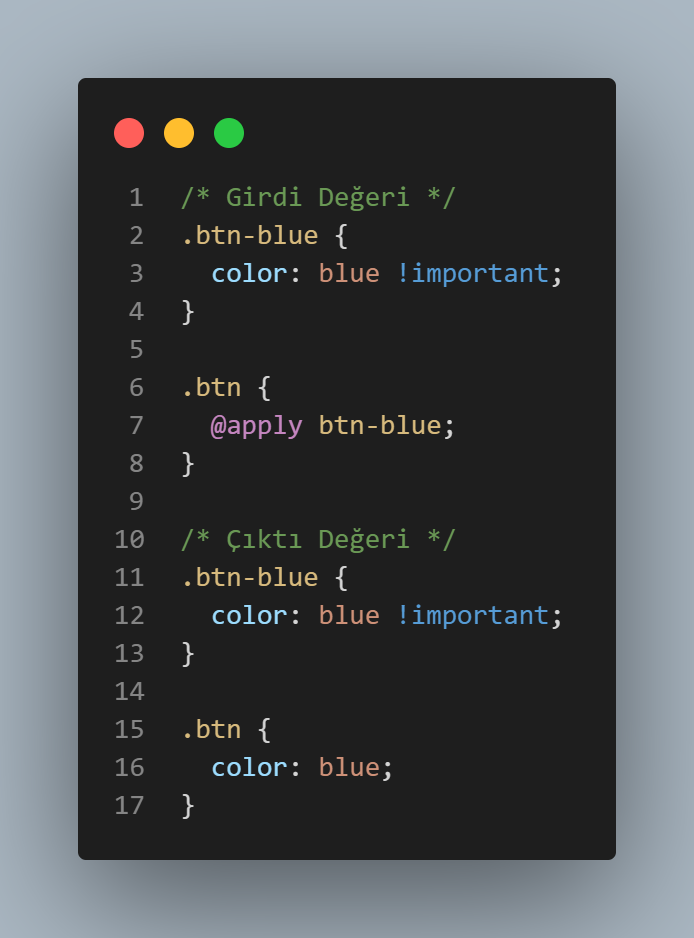 1 /* Girdi Değeri */
2 .btn-blue {
3   color: blue !important;
4 }
5
6 .btn {
7   @apply btn-blue;
8 }
9
10 /* Çıktı Değeri */
11 .btn-blue {
12   color: blue !important;
13 }
14
15 .btn {
16   color: blue;
17 }